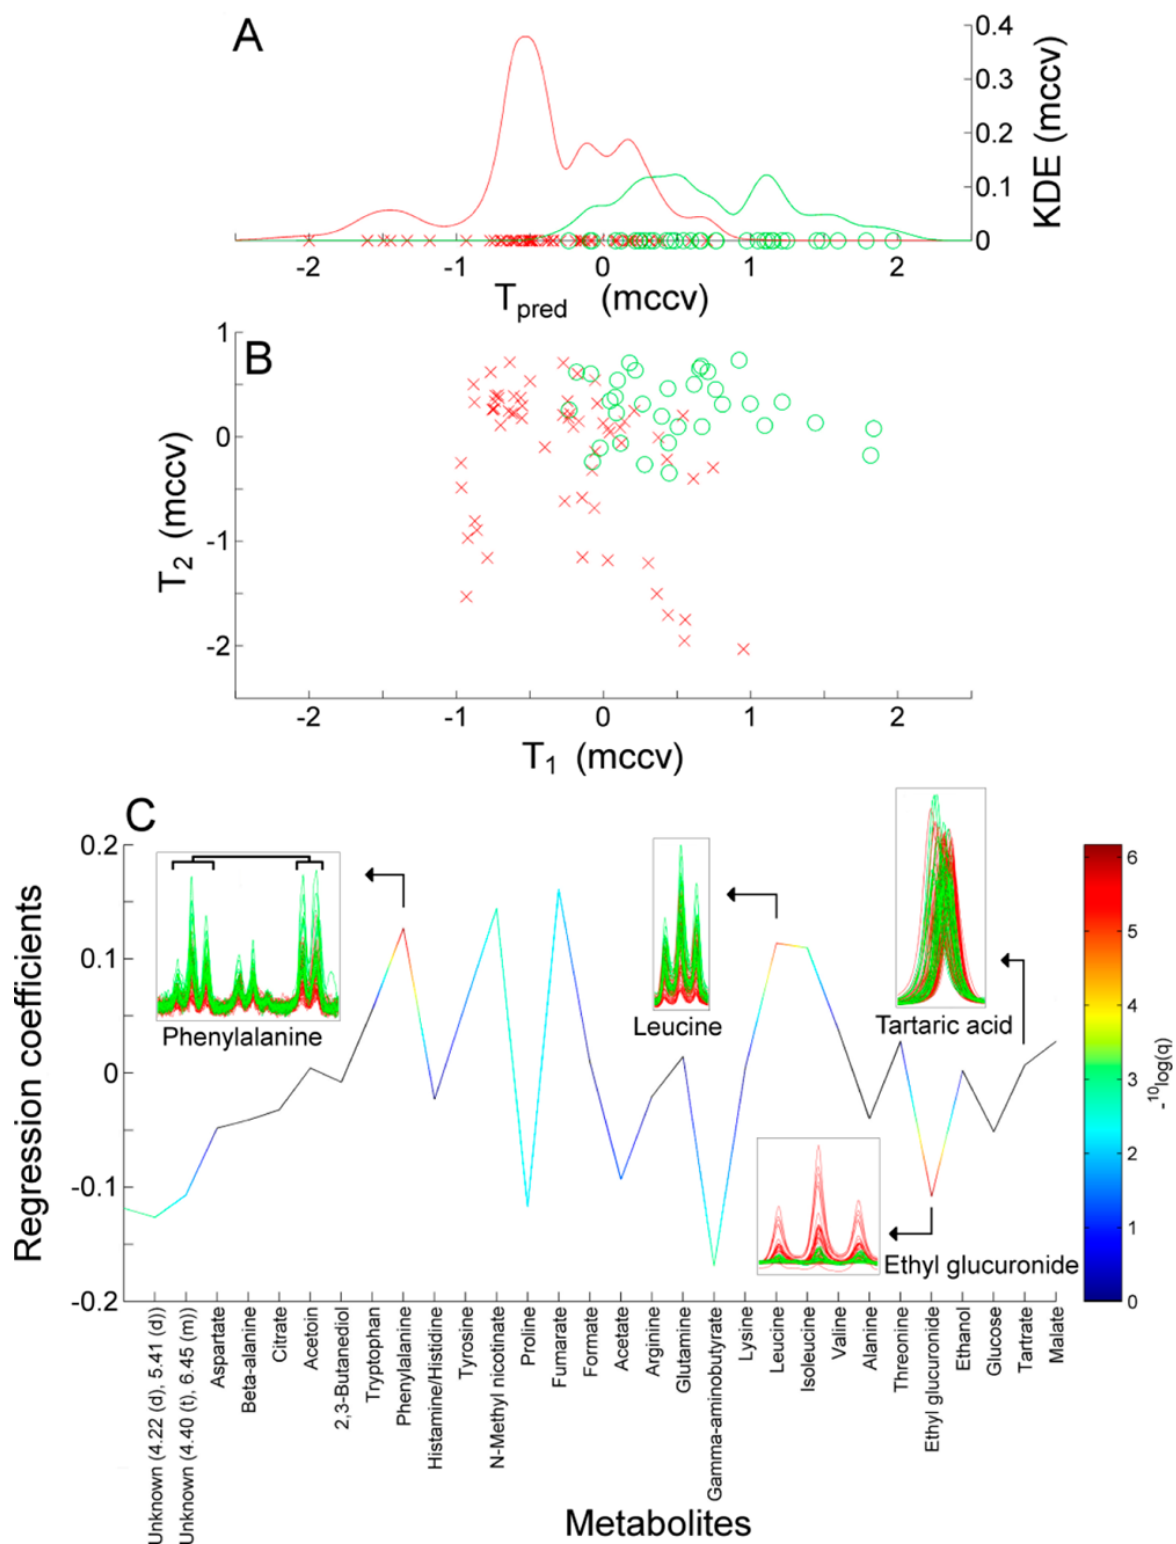 A
0.4
0.3
0.2
0.1
0
KDE (mccv)
-2 -1 0 1 2
Tpred (mccv)
B
1
0
-1
-2
T2 (mccv)
-2 -1 0 1 2
T1 (mccv)
C
0.2
0.1
0
-0.1
-0.2
Regression coefficients
Phenylalanine
Leucine
Tartaric acid
Ethyl glucuronide
6
5
4
3
2
1
0
-10log(q)
Unknown (4.22 (d), 5.41 (d))
Unknown (4.40 (t), 6.45 (m))
Aspartate
Beta-alanine
Citrate
Acetoin
2,3-Butanediol
Tryptophan
Phenylalanine
Histamine/Histidine
Tyrosine
N-Methyl nicotinate
Proline
Fumarate
Formate
Acetate
Arginine
Glutamine
Gamma-aminobutyrate
Lysine
Leucine
Isoleucine
Valine
Alanine
Threonine
Ethyl glucuronide
Ethanol
Glucose
Tartrate
Malate
Metabolites